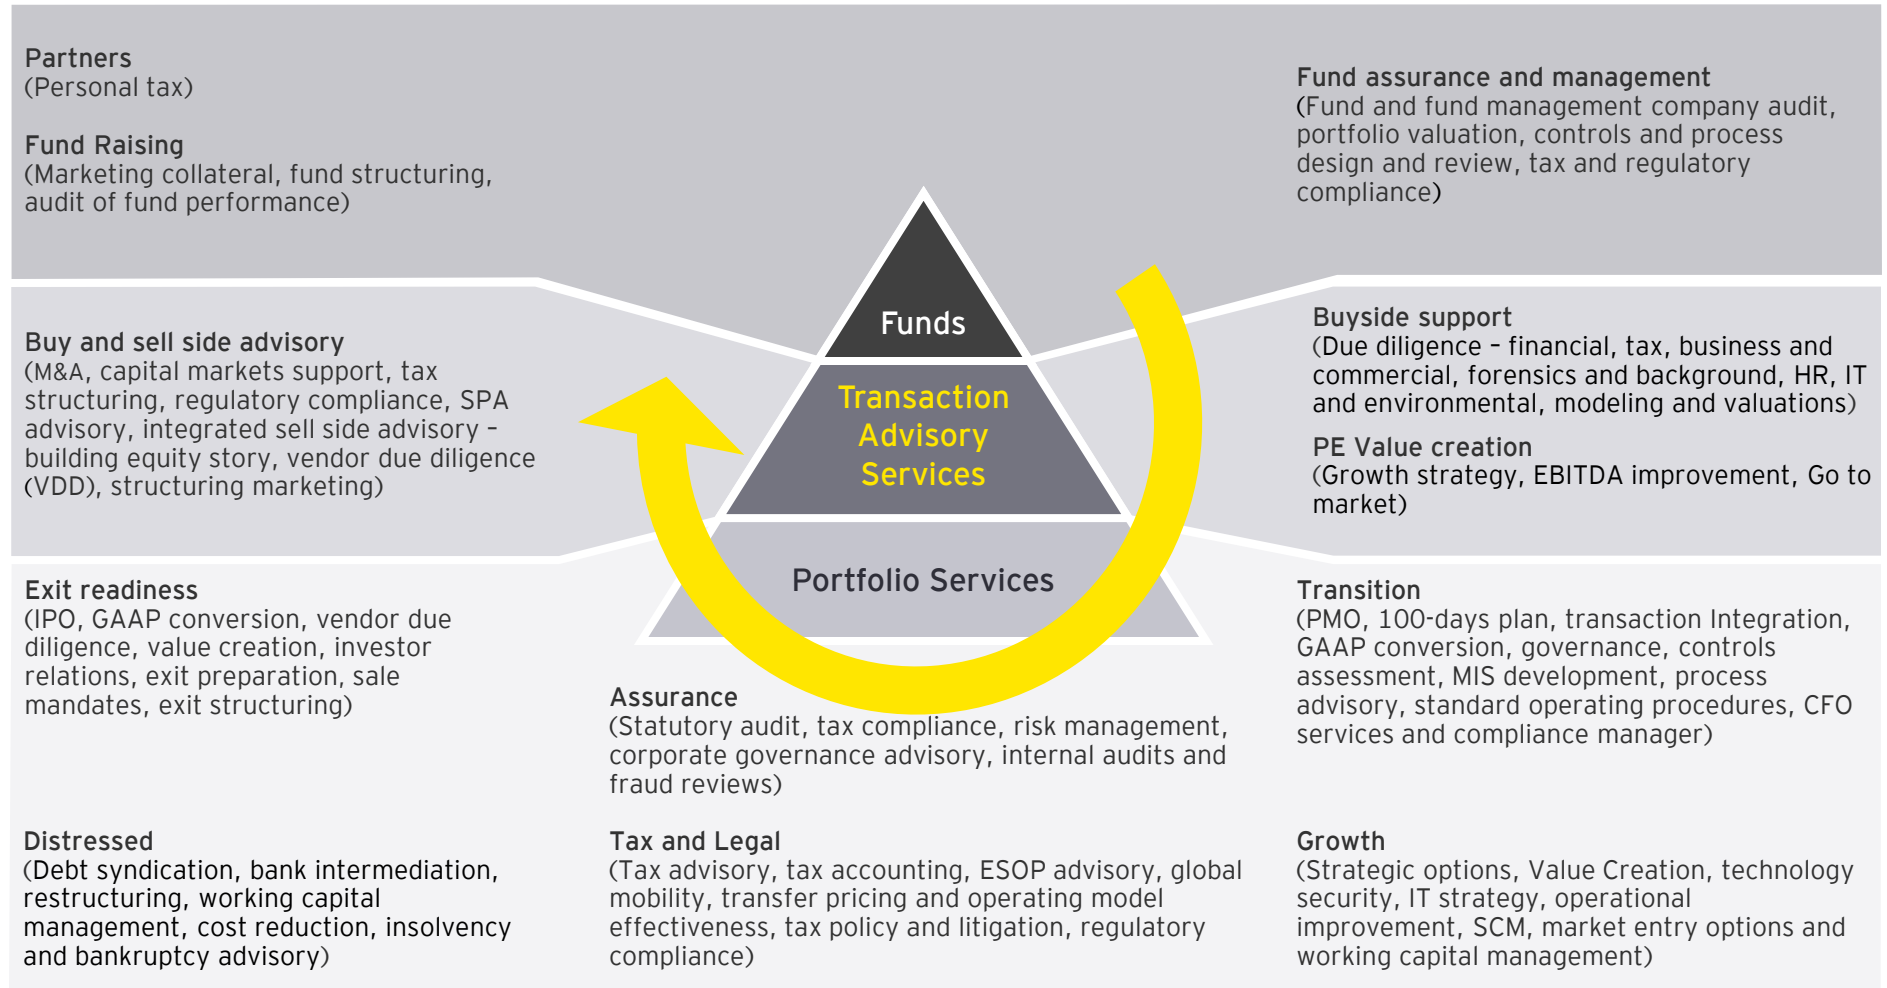 Partners
(Personal tax)
Fund Raising
(Marketing collateral, fund structuring,
audit of fund performance)
Fund assurance and management
(Fund and fund management company audit,
portfolio valuation, controls and process
design and review, tax and regulatory
compliance)
Funds
Buy and sell side advisory
(M&A, capital markets support, tax
structuring, regulatory compliance, SPA
advisory, integrated sell side advisory –
building equity story, vendor due diligence
(VDD), structuring marketing)
Transaction
Advisory
Services
Buyside support
(Due diligence – financial, tax, business and
commercial, forensics and background, HR, IT
and environmental, modeling and valuations)
PE Value creation
(Growth strategy, EBITDA improvement, Go to
market)
Portfolio Services
Exit readiness
(IPO, GAAP conversion, vendor due
diligence, value creation, investor
relations, exit preparation, sale
mandates, exit structuring)
Assurance
(Statutory audit, tax compliance, risk management,
corporate governance advisory, internal audits and
fraud reviews)
Transition
(PMO, 100-days plan, transaction Integration,
GAAP conversion, governance, controls
assessment, MIS development, process
advisory, standard operating procedures, CFO
services and compliance manager)
Distressed
(Debt syndication, bank intermediation,
restructuring, working capital
management, cost reduction, insolvency
and bankruptcy advisory)
Tax and Legal
(Tax advisory, tax accounting, ESOP advisory, global
mobility, transfer pricing and operating model
effectiveness, tax policy and litigation, regulatory
compliance)
Growth
(Strategic options, Value Creation, technology
security, IT strategy, operational
improvement, SCM, market entry options and
working capital management)